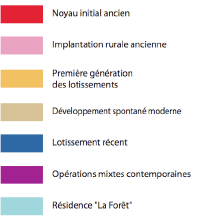 Noyau initial ancien
Implantation rurale ancienne
Première génération
des lotissements
Développement spontané moderne
Lotissement récent
Opérations mixtes contemporaines
Résidence "La Forêt"